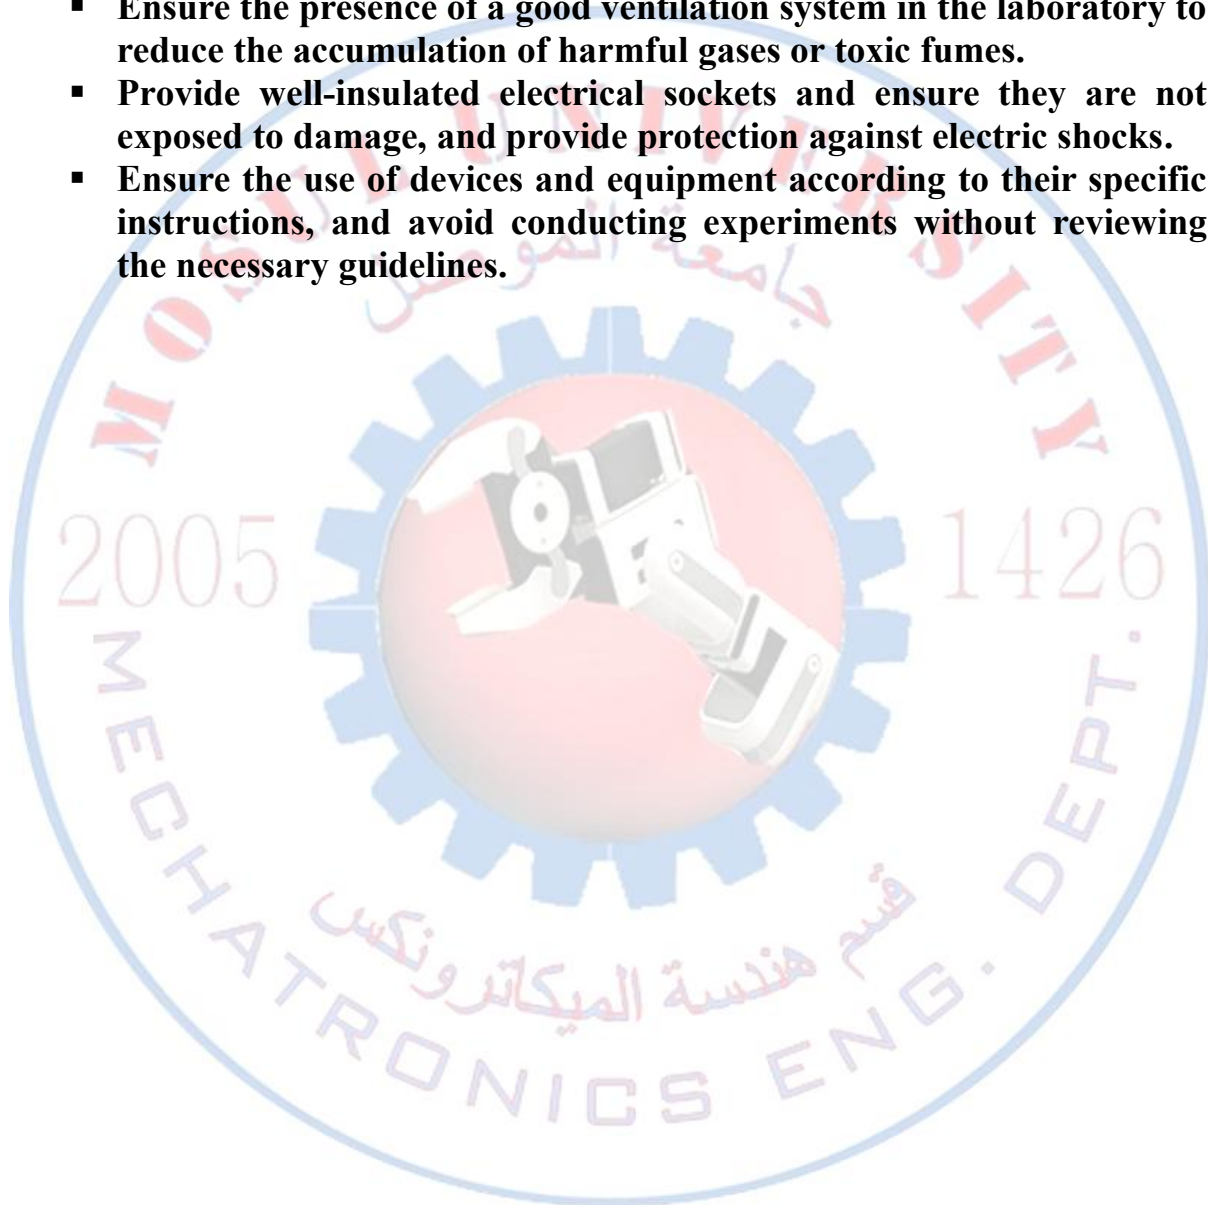 ▪ Ensure the presence of a good ventilation system in the laboratory to
reduce the accumulation of harmful gases or toxic fumes.
▪ Provide well-insulated electrical sockets and ensure they are not
exposed to damage, and provide protection against electric shocks.
▪ Ensure the use of devices and equipment according to their specific
instructions, and avoid conducting experiments without reviewing
the necessary guidelines.
MOSUL UNIVERSITY
جامعة الموصل
2005
1426
قسم هندسة الميكاترونكس
MECHATRONICS ENG. DEPT.